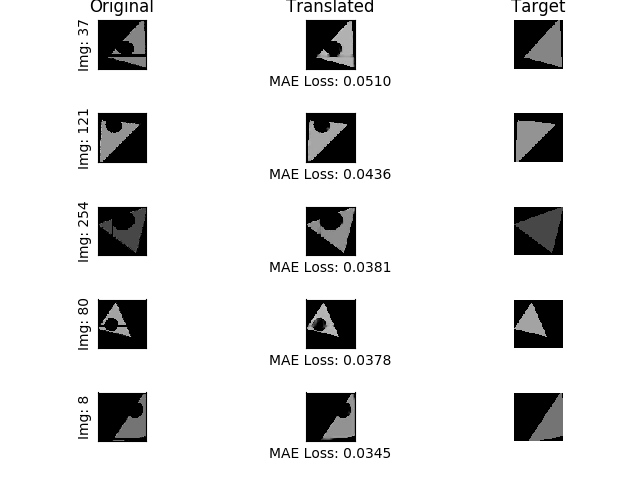 Original Translated Target
Img: 37
MAE Loss: 0.0510
Img: 121
MAE Loss: 0.0436
Img: 254
MAE Loss: 0.0381
Img: 80
MAE Loss: 0.0378
Img: 8
MAE Loss: 0.0345